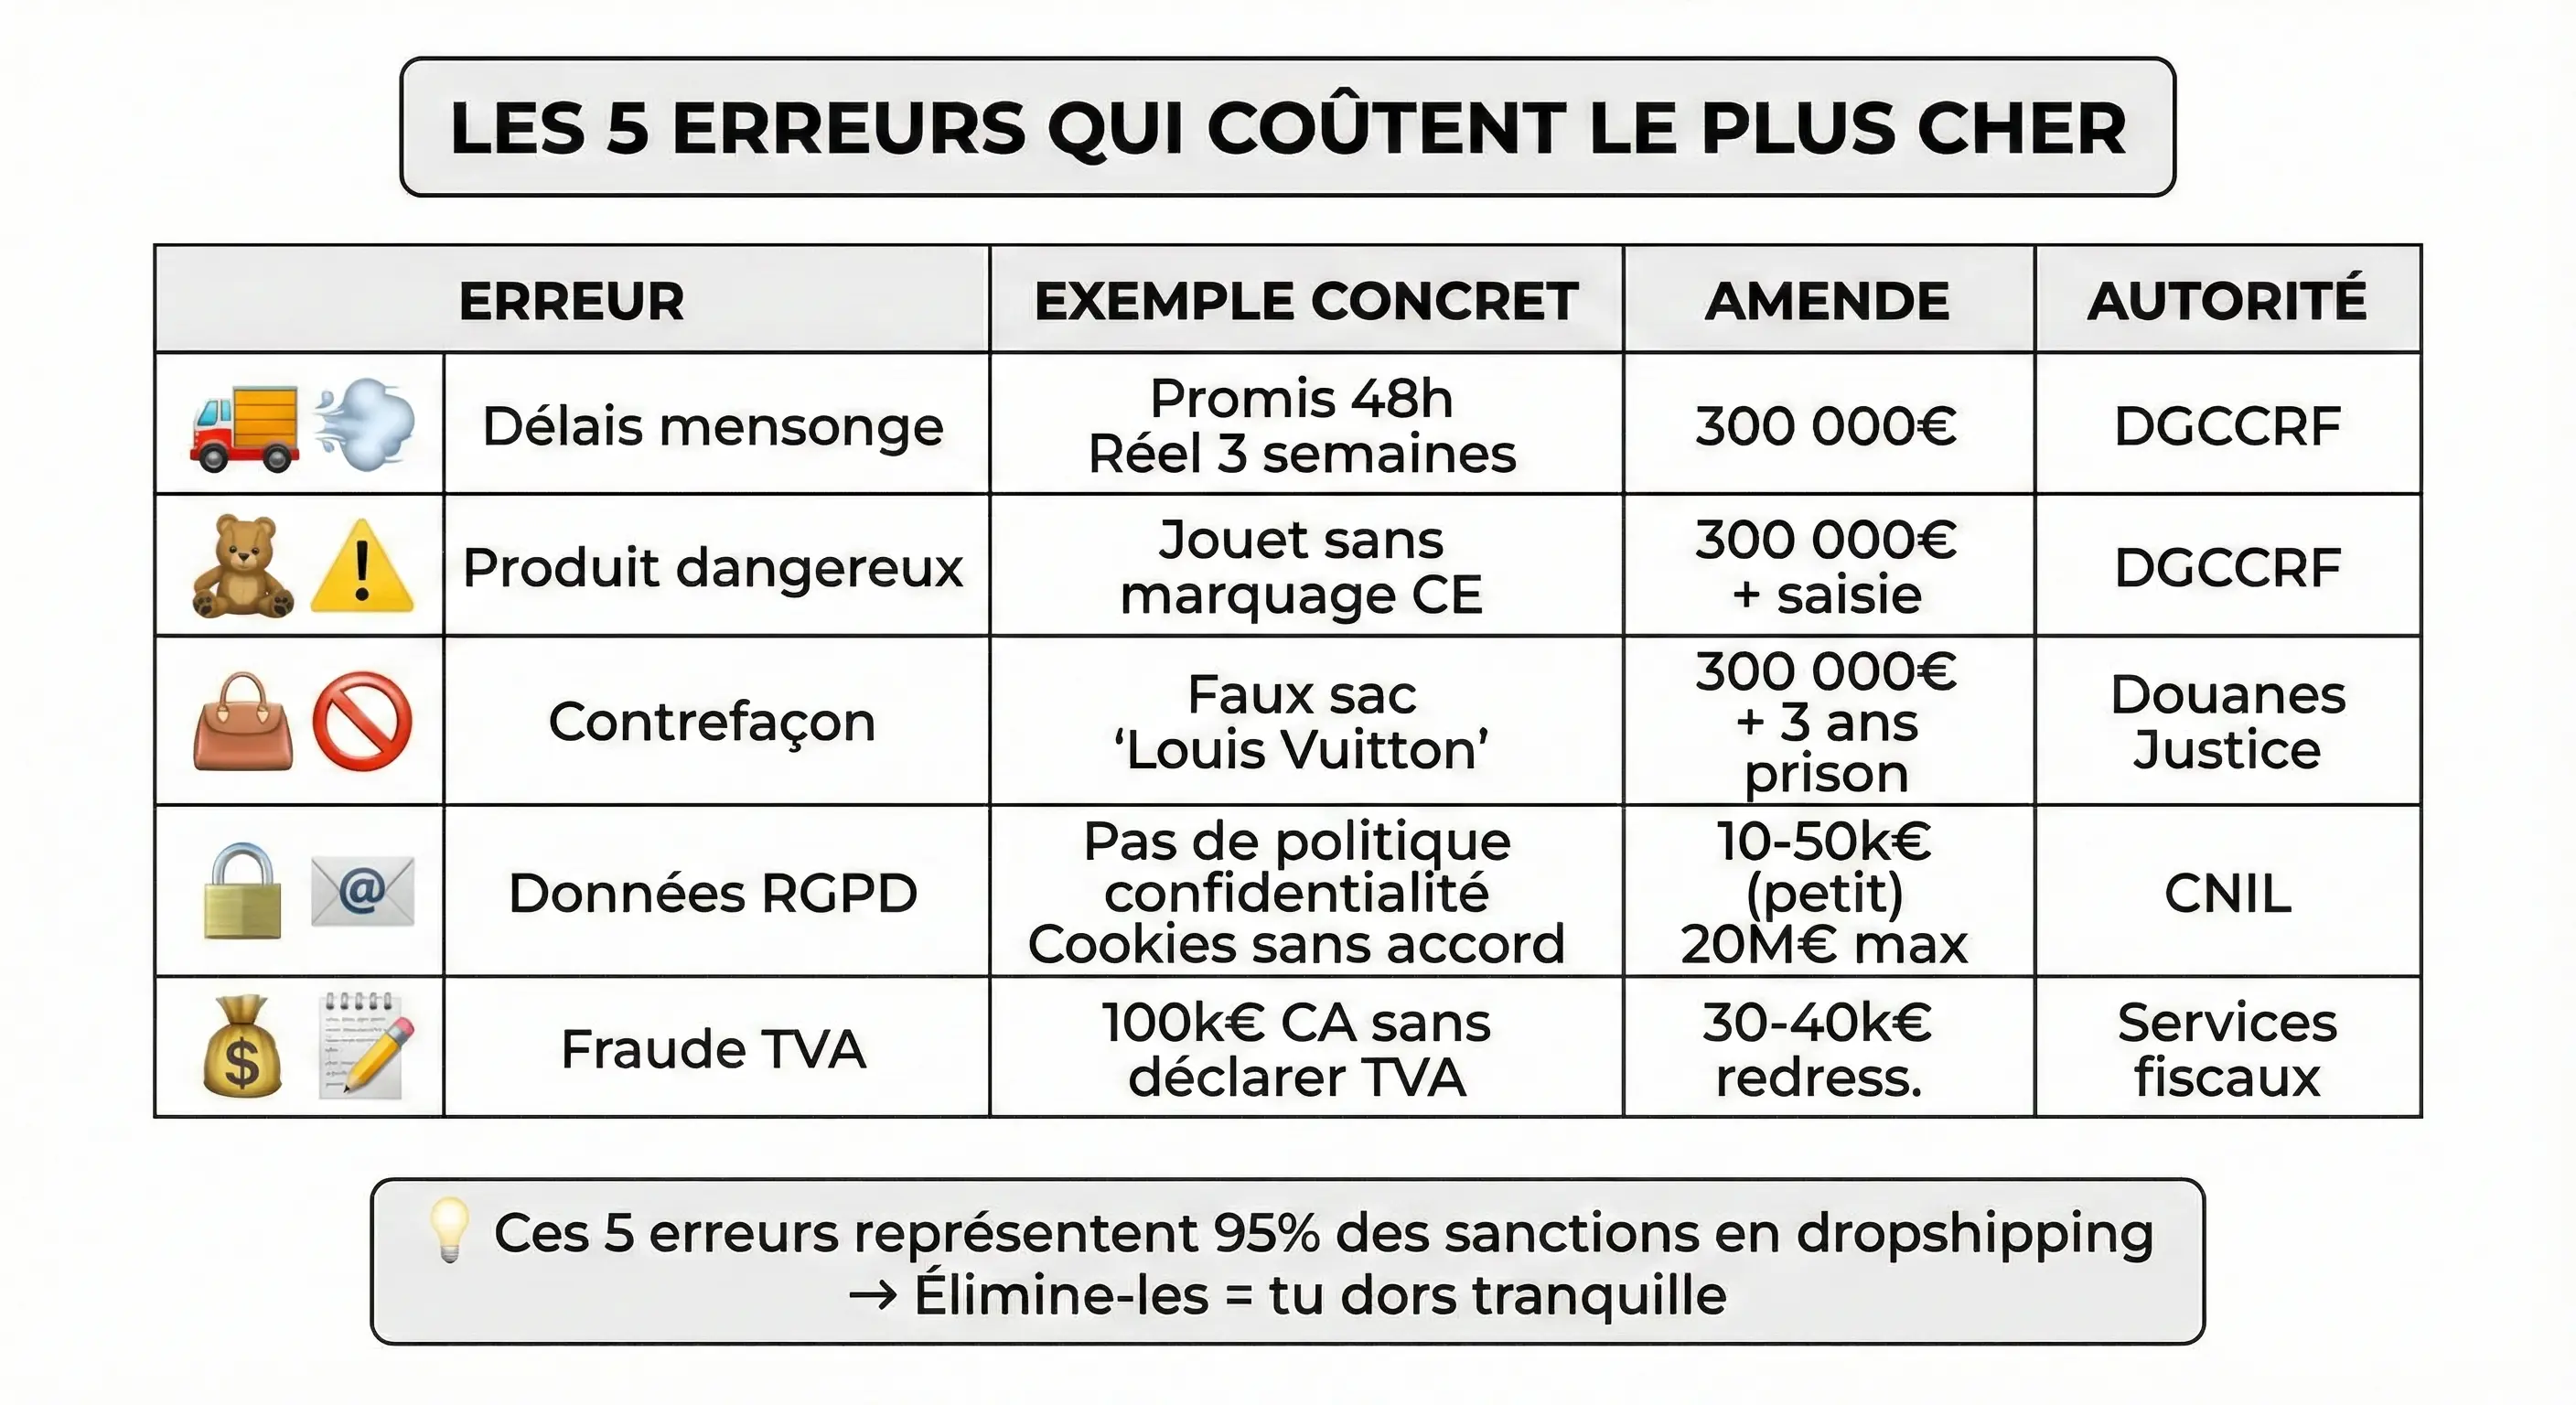 LES 5 ERREURS QUI COÛTENT LE PLUS CHER
ERREUR
EXEMPLE CONCRET
AMENDE
AUTORITÉ
Délais mensonge
Promis 48h
Réel 3 semaines
300 000€
DGCCRF
Produit dangereux
Jouet sans
marquage CE
300 000€
+ saisie
DGCCRF
Contrefaçon
Faux sac
‘Louis Vuitton’
300 000€
+ 3 ans
prison
Douanes
Justice
Données RGPD
Pas de politique
confidentialité
Cookies sans accord
10-50k€
(petit)
20M€ max
CNIL
Fraude TVA
100k€ CA sans
déclarer TVA
30-40k€
redress.
Services
fiscaux
Ces 5 erreurs représentent 95% des sanctions en dropshipping
→ Élimine-les = tu dors tranquille